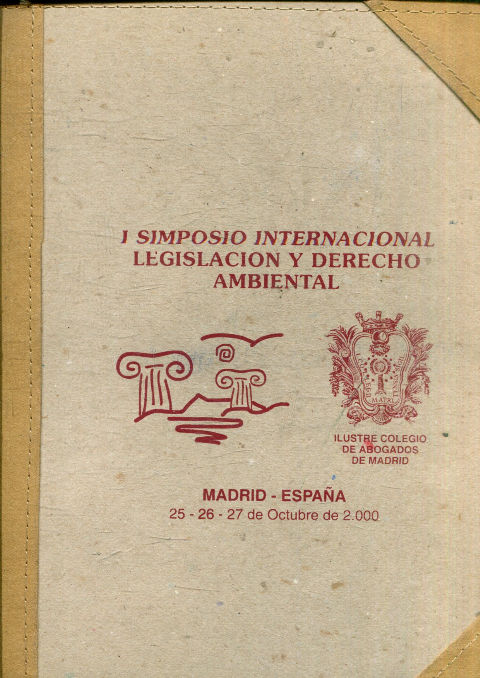 I SIMPOSIO INTERNACIONAL
LEGISLACION Y DERECHO
AMBIENTAL
ILUSTRE COLEGIO
DE ABOGADOS
DE MADRID
MADRID - ESPAÑA
25 - 26 - 27 de Octubre de 2.000